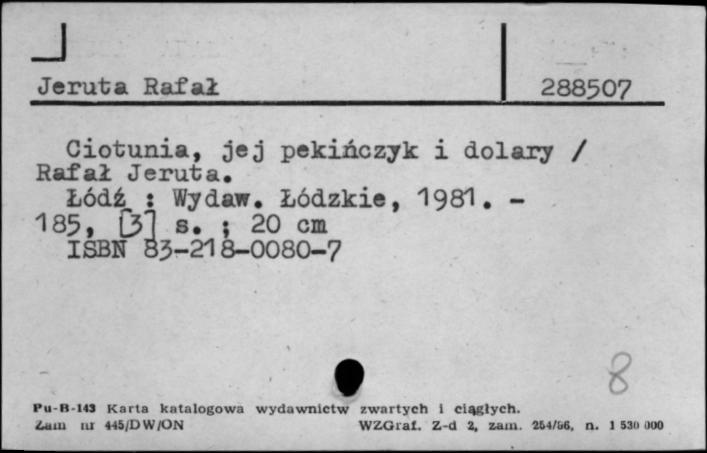 Jeruta Rafał 288507
Ciotunia, jej pekińczyk i dolary /
Rafał Jeruta.
Łódź : Wydaw. Łódzkie, 1981. –
185, [3] s. ; 20 cm
ISBN 83-218-0080-7
8
Pu-B-143 Karta katalogowa wydawnictw zwartych i ciągłych.
Zam nr 445/DW/ON WZGraf. Z-d 2, zam. 254/86, n. 1 530 000